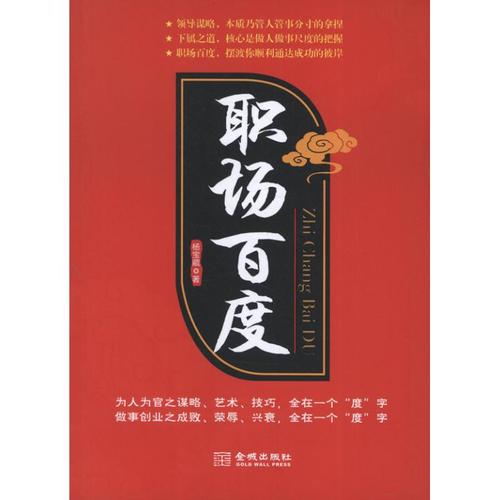 ★ 领导谋略，本质乃管人管事分寸的拿捏
★ 下属之道，核心是做人做事尺度的把握
★ 职场百度，摆渡你顺利通达成功的彼岸
职场百度
Zhi Chang Bai DU
杨宝藏 著
为人为官之谋略、艺术、技巧，全在一个“度”字
做事创业之成败、荣辱、兴衰，全在一个“度”字
金城出版社
GOLD WALL PRESS